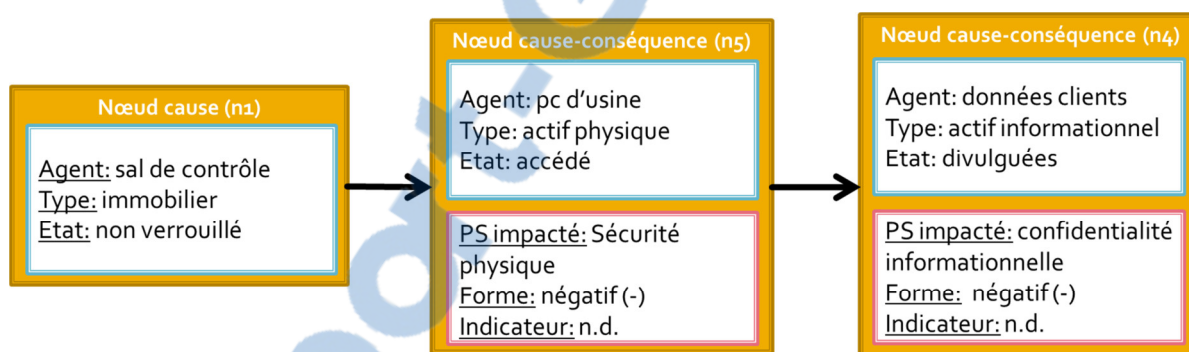 Nœud cause (n1)
Agent: sal de contrôle
Type: immobilier
Etat: non verrouillé
Nœud cause-conséquence (n5)
Agent: pc d'usine
Type: actif physique
Etat: accédé
PS impacté: Sécurité
physique
Forme: négatif (-)
Indicateur: n.d.
Nœud cause-conséquence (n4)
Agent: données clients
Type: actif informationnel
Etat: divulguées
PS impacté: confidentialité
informationnelle
Forme: négatif (-)
Indicateur: n.d.